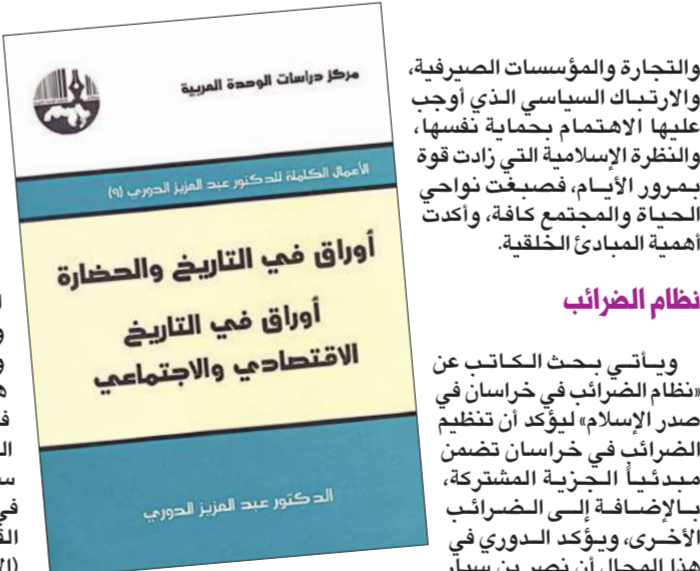 والتجارة والمؤسسات الصيرفية،
والارتباك السياسي الذي أوجب
عليها الاهتمام بحماية نفسها،
والنظرة الإسلامية التي زادت قوة
بمرور الأيام، فصبغت نواحي
الحياة والمجتمع كافة، وأكدت
أهمية المبادئ الخلقية.
نظام الضرائب
ويأتي بحث الكاتب عن
«نظام الضرائب في خراسان في
صدر الإسلام» ليؤكد أن تنظيم
الضرائب في خراسان تضمن
مبدئياً الجزية المشتركة،
بالإضافة إلى الضرائب
الأخرى، ويؤكد الدوري في
هذا المجال أن نصر بن سيار
مركز دراسات الوحدة العربية
الأعمال الكاملة للدكتور عبد العزيز الدوري (٩)
أوراق في التاريخ والحضارة
أوراق في التاريخ
الاقتصادي والاجتماعي
الدكتور عبد العزيز الدوري